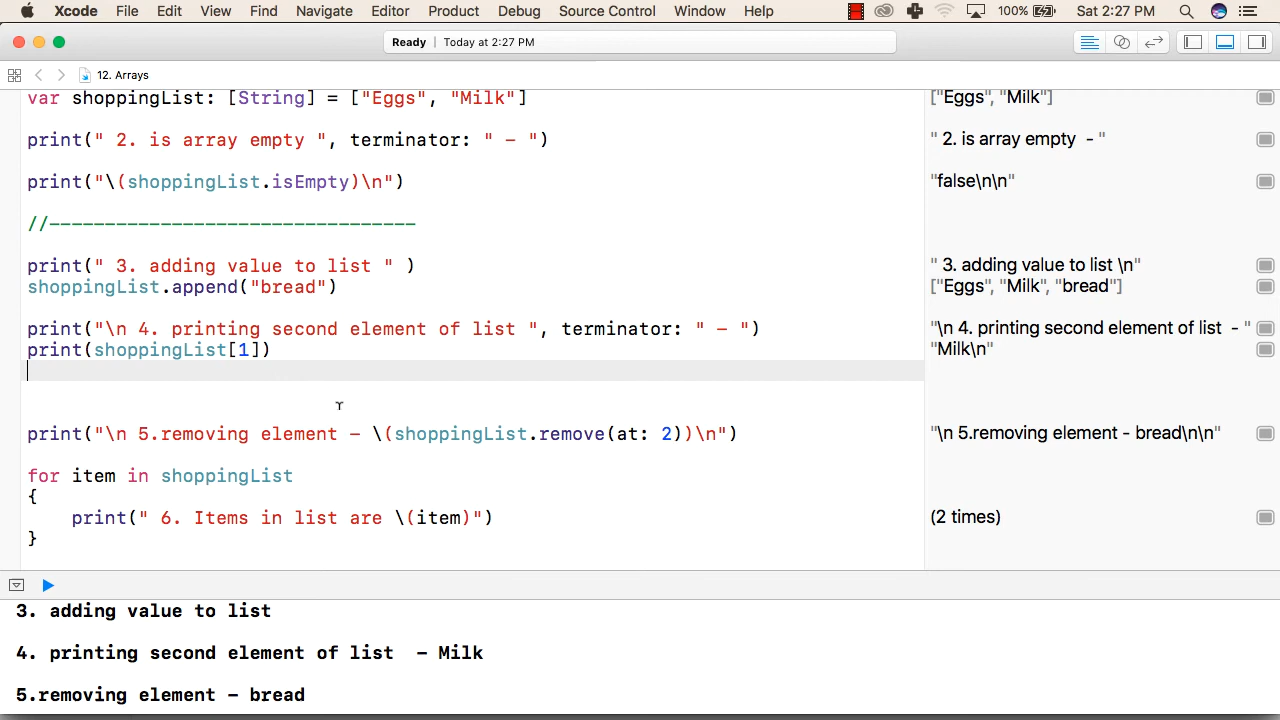 Xcode File Edit View Find Navigate Editor Product Debug Source Control Window Help 100% Sat 2:27 PM
Ready | Today at 2:27 PM
12. Arrays
var shoppingList: [String] = ["Eggs", "Milk"]
["Eggs", "Milk"]
print(" 2. is array empty ", terminator: " - ")
" 2. is array empty  - "
print("\(shoppingList.isEmpty)\n")
"false\n\n"
//---------------------------------
print(" 3. adding value to list " )
" 3. adding value to list \n"
shoppingList.append("bread")
["Eggs", "Milk", "bread"]
print("\n 4. printing second element of list ", terminator: " - ")
"\n 4. printing second element of list  - "
print(shoppingList[1])
"Milk\n"
print("\n 5.removing element - \(shoppingList.remove(at: 2))\n")
"\n 5.removing element - bread\n\n"
for item in shoppingList
{
print(" 6. Items in list are \(item)")
(2 times)
}
3. adding value to list
4. printing second element of list  - Milk
5.removing element - bread